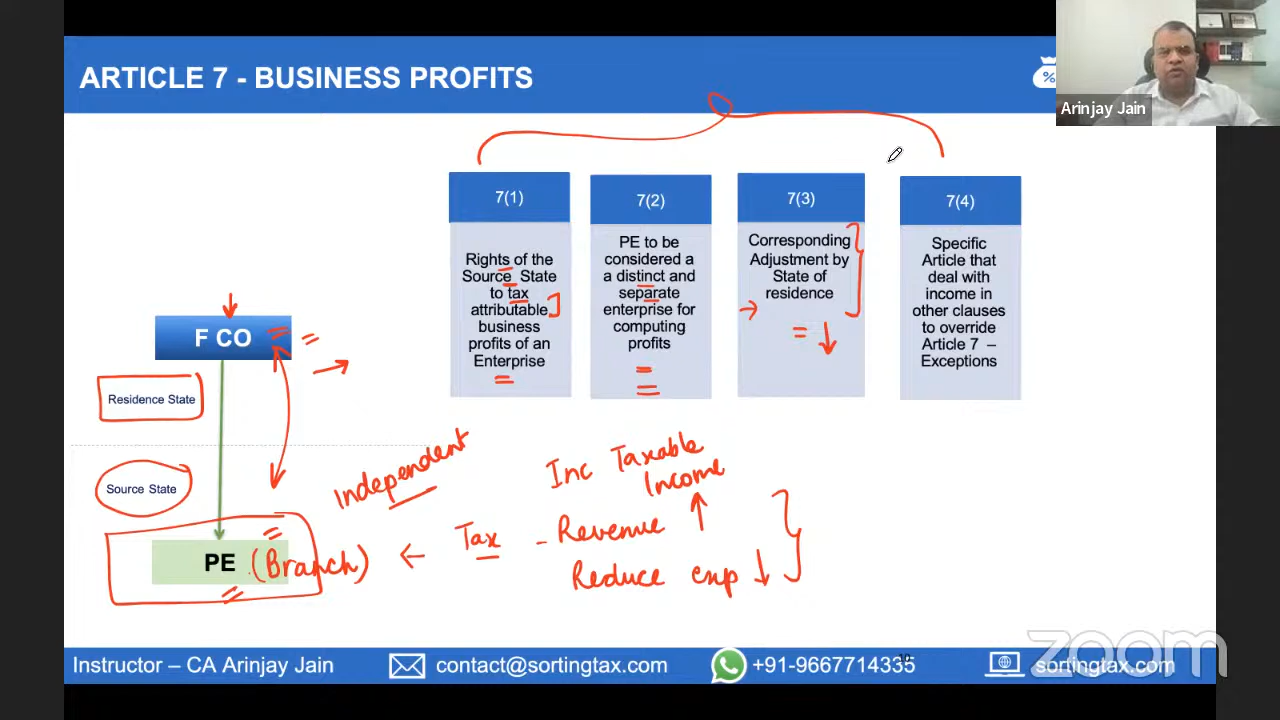 ARTICLE 7 - BUSINESS PROFITS
%
Arinjay Jain
7(1)
Rights of the
Source State
to tax
attributable
business
profits of an
Enterprise
7(2)
PE to be
considered a
a distinct and
separate
enterprise for
computing
profits
7(3)
Corresponding
Adjustment by
State of
residence
7(4)
Specific
Article that
deal with
income in
other clauses
to override
Article 7 –
Exceptions
F CO
Residence State
Source State
PE (Branch)
Independent
Tax
Inc Taxable
Income
- Revenue
Reduce exp
zoom
Instructor – CA Arinjay Jain
contact@sortingtax.com
+91-9667714335
sortingtax.com